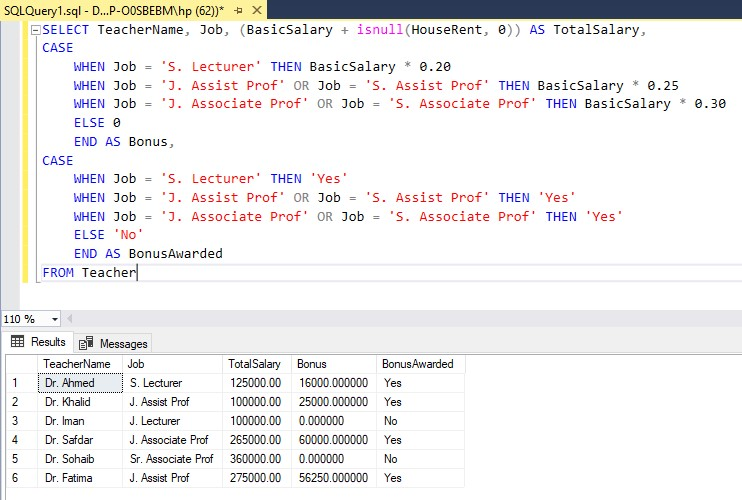 SQLQuery1.sql - D...P-O0SBEBM\hp (62))*
SELECT TeacherName, Job, (BasicSalary + isnull(HouseRent, 0)) AS TotalSalary,
CASE
WHEN Job = 'S. Lecturer' THEN BasicSalary * 0.20
WHEN Job = 'J. Assist Prof' OR Job = 'S. Assist Prof' THEN BasicSalary * 0.25
WHEN Job = 'J. Associate Prof' OR Job = 'S. Associate Prof' THEN BasicSalary * 0.30
ELSE 0
END AS Bonus,
CASE
WHEN Job = 'S. Lecturer' THEN 'Yes'
WHEN Job = 'J. Assist Prof' OR Job = 'S. Assist Prof' THEN 'Yes'
WHEN Job = 'J. Associate Prof' OR Job = 'S. Associate Prof' THEN 'Yes'
ELSE 'No'
END AS BonusAwarded
FROM Teacher
110 %
Results Messages
TeacherName Job TotalSalary Bonus BonusAwarded
1 Dr. Ahmed S. Lecturer 125000.00 16000.000000 Yes
2 Dr. Khalid J. Assist Prof 100000.00 25000.000000 Yes
3 Dr. Iman J. Lecturer 100000.00 0.000000 No
4 Dr. Safdar J. Associate Prof 265000.00 60000.000000 Yes
5 Dr. Sohaib Sr. Associate Prof 360000.00 0.000000 No
6 Dr. Fatima J. Assist Prof 275000.00 56250.000000 Yes